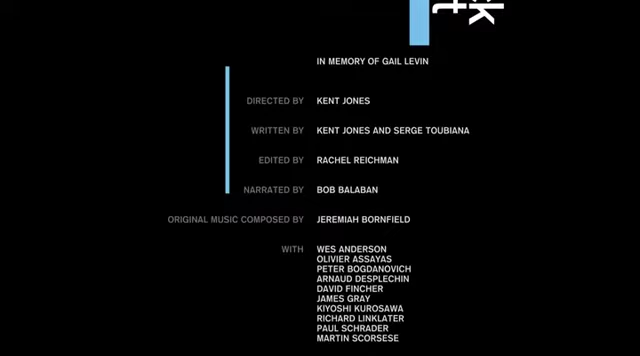 IN MEMORY OF GAIL LEVIN
DIRECTED BY KENT JONES
WRITTEN BY KENT JONES AND SERGE TOUBIANA
EDITED BY RACHEL REICHMAN
NARRATED BY BOB BALABAN
ORIGINAL MUSIC COMPOSED BY JEREMIAH BORNFIELD
WITH WES ANDERSON
OLIVIER ASSAYAS
PETER BOGDANOVICH
ARNAUD DESPLECHIN
DAVID FINCHER
JAMES GRAY
KIYOSHI KUROSAWA
RICHARD LINKLATER
PAUL SCHRADER
MARTIN SCORSESE